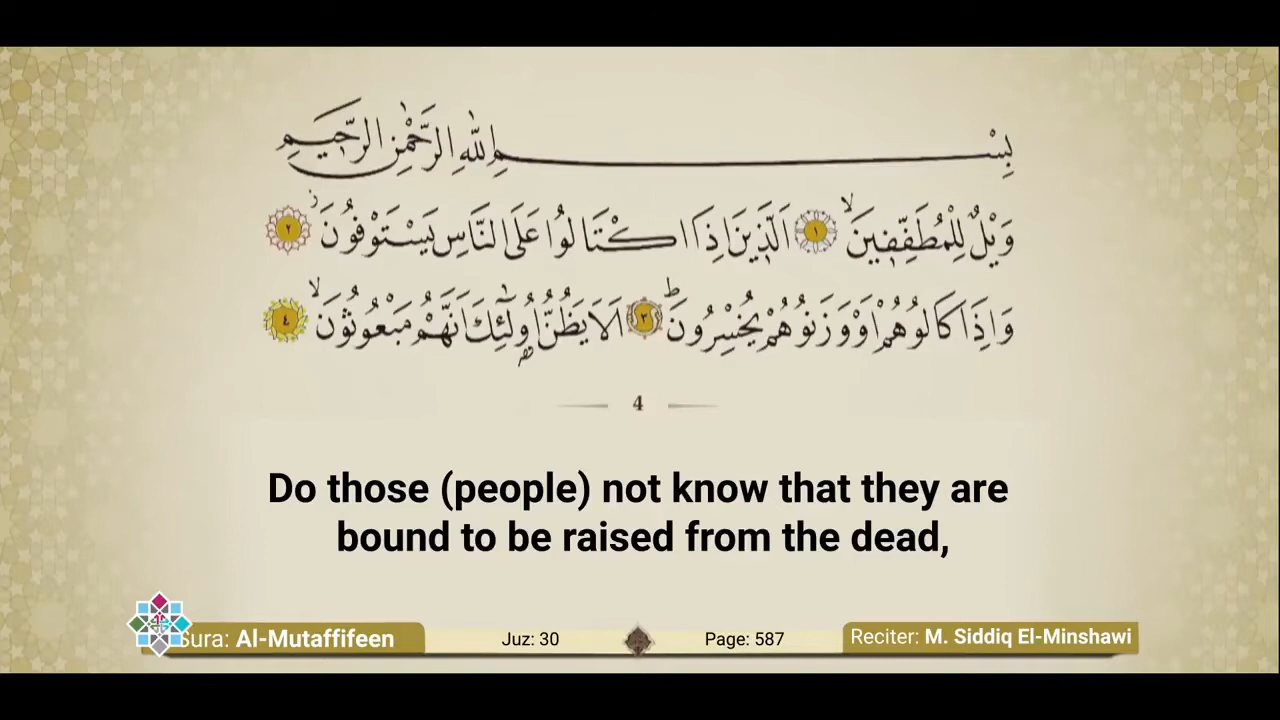 بِسْمِ اللّٰهِ الرَّحْمٰنِ الرَّحٖيمِ
وَيْلٌ لِلْمُطَفِّفٖينَۙ ﴿١﴾ اَلَّذٖينَ اِذَا اكْتَالُوا عَلَى النَّاسِ يَسْتَوْفُونَؗ ﴿٢﴾
وَاِذَا كَالُوهُمْ اَوْ وَزَنُوهُمْ يُخْسِرُونَؕ ﴿٣﴾ اَلَا يَظُنُّ اُولٰٓئِكَ اَنَّهُمْ مَبْعُوثُونَۙ ﴿٤﴾
4
Do those (people) not know that they are
bound to be raised from the dead,
Sura: Al-Mutaffifeen Juz: 30 Page: 587 Reciter: M. Siddiq El-Minshawi